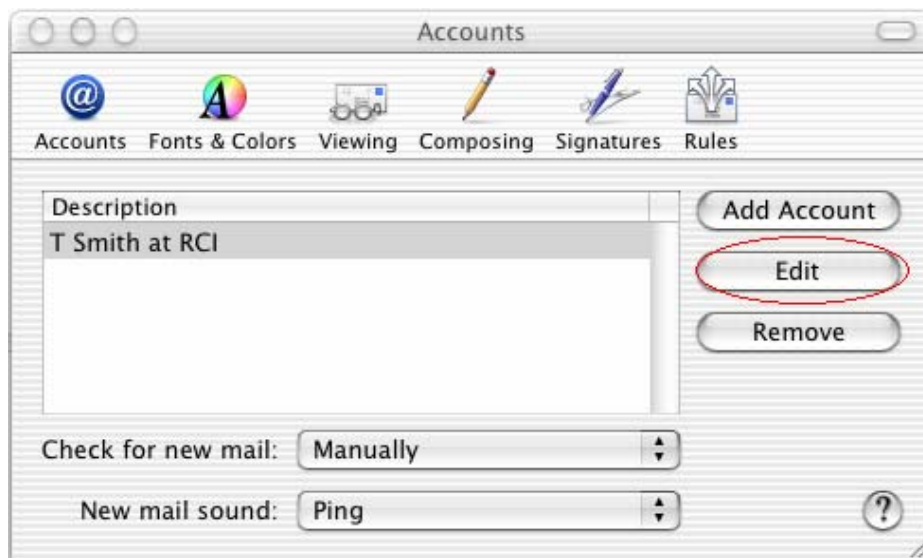 Accounts
@
Accounts Fonts & Colors Viewing Composing Signatures Rules
Description
T Smith at RCI
Add Account
Edit
Remove
Check for new mail: Manually
New mail sound: Ping
?